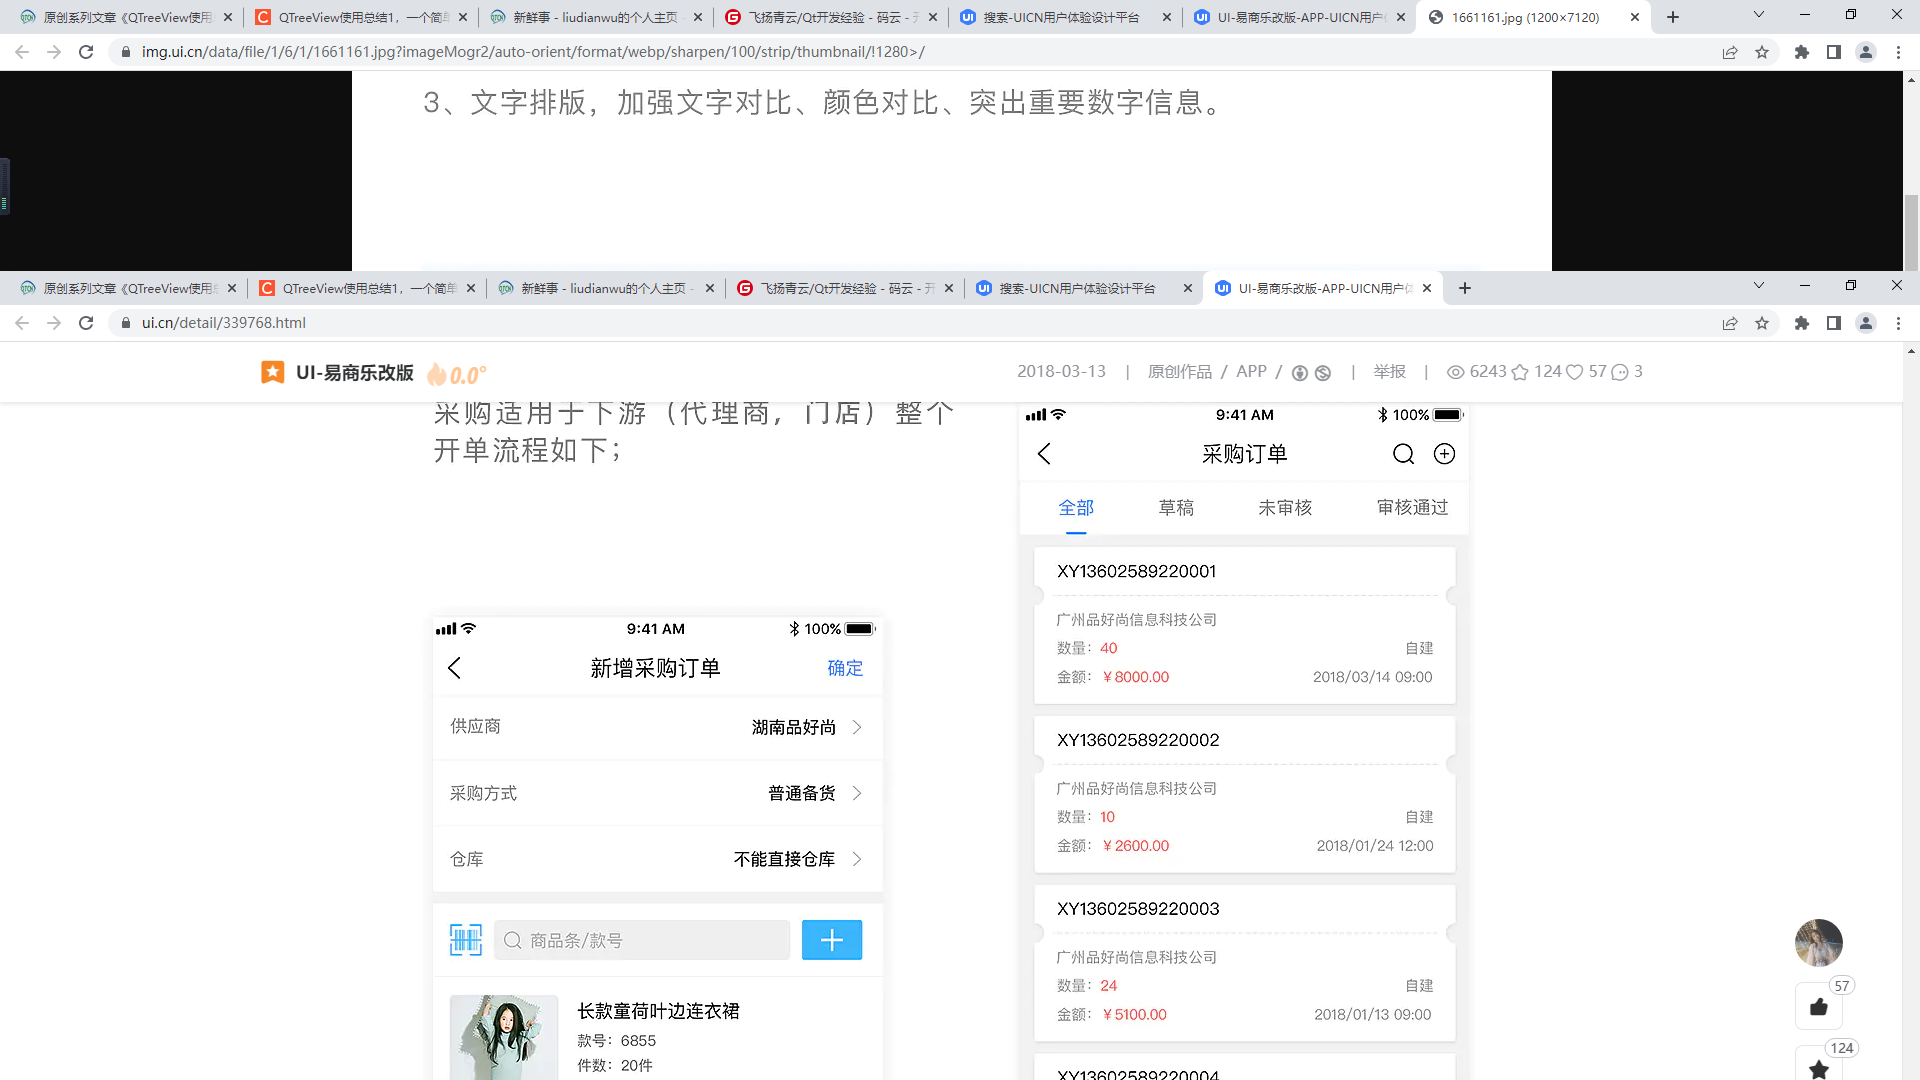 原创系列文章《QTreeView使用
QTreeView使用总结1，一个简单
新鲜事 - liudianwu的个人主页 -
飞扬青云/Qt开发经验 - 码云 - 开
搜索-UICN用户体验设计平台
UI-易商乐改版-APP-UICN用户体
1661161.jpg (1200×7120)
img.ui.cn/data/file/1/6/1/1661161.jpg?imageMogr2/auto-orient/format/webp/sharpen/100/strip/thumbnail/!1280>/
3、文字排版，加强文字对比、颜色对比、突出重要数字信息。
原创系列文章《QTreeView使用总
QTreeView使用总结1，一个简单
新鲜事 - liudianwu的个人主页 -
飞扬青云/Qt开发经验 - 码云 - 开
搜索-UICN用户体验设计平台
UI-易商乐改版-APP-UICN用户体
ui.cn/detail/339768.html
UI-易商乐改版
0.0°
2018-03-13 | 原创作品 / APP / | 举报 | 6243 124 57 3
采购适用于下游（代理商，门店）整个
开单流程如下；
9:41 AM
100%
新增采购订单
确定
供应商
湖南品好尚
采购方式
普通备货
仓库
不能直接仓库
商品条/款号
长款童荷叶边连衣裙
款号：6855
件数：20件
9:41 AM
100%
采购订单
全部
草稿
未审核
审核通过
XY13602589220001
广州品好尚信息科技公司
数量：40
自建
金额：￥8000.00
2018/03/14 09:00
XY13602589220002
广州品好尚信息科技公司
数量：10
自建
金额：￥2600.00
2018/01/24 12:00
XY13602589220003
广州品好尚信息科技公司
数量：24
自建
金额：￥5100.00
2018/01/13 09:00
XY13602589220004
57
124